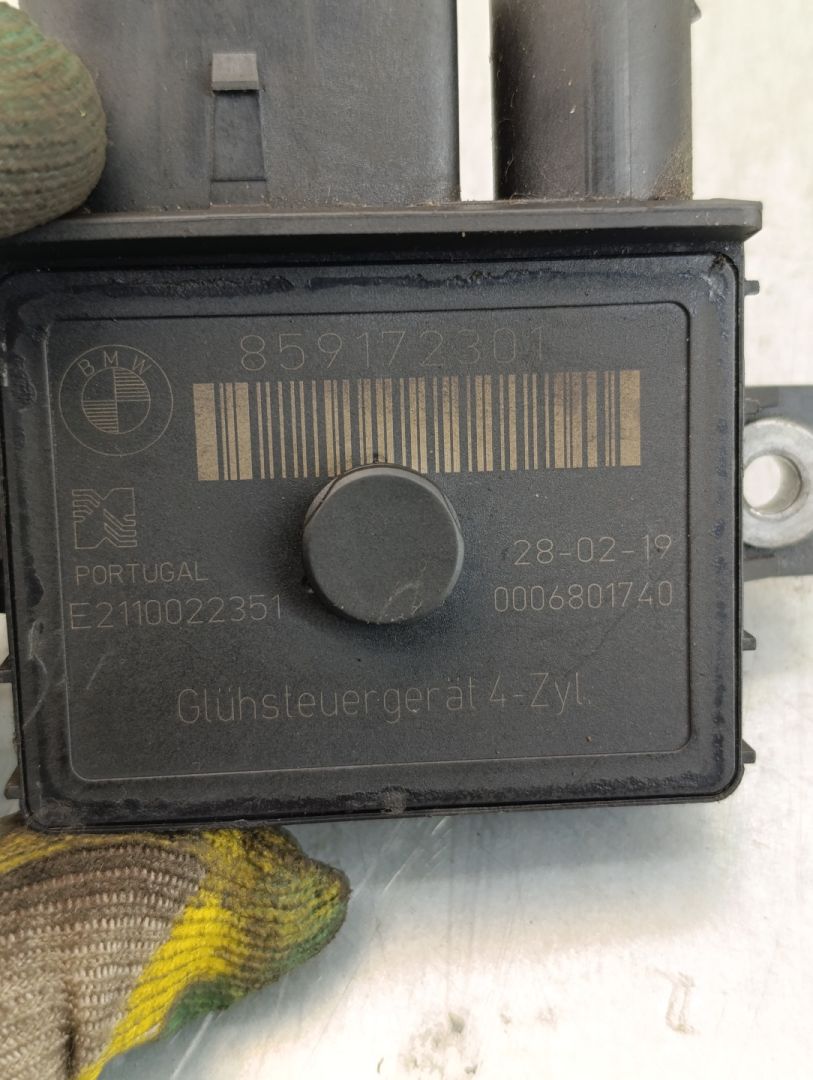 859172301
BMW
PORTUGAL
28-02-19
E2110022351
0006801740
Glühsteuergerät 4-Zyl.